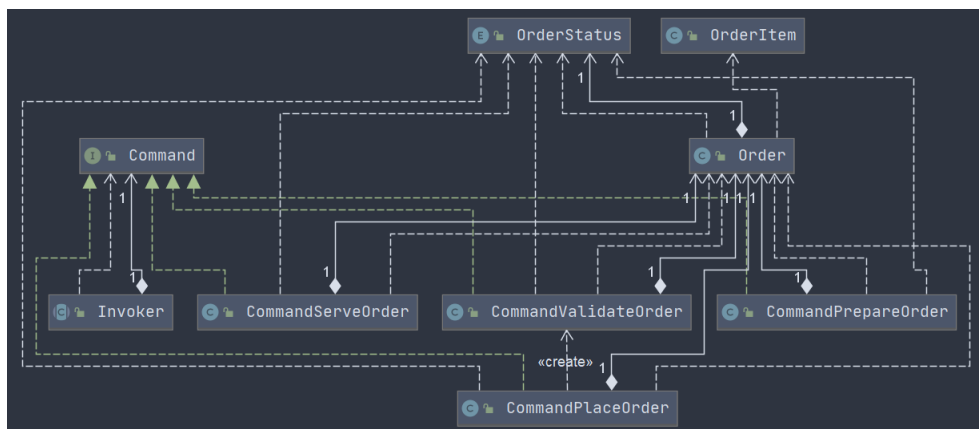 E OrderStatus
C OrderItem
1
1
I Command
C Order
1
1
1
1
1
1
1
1
1
C Invoker
C CommandServeOrder
C CommandValidateOrder
C CommandPrepareOrder
«create»
1
C CommandPlaceOrder